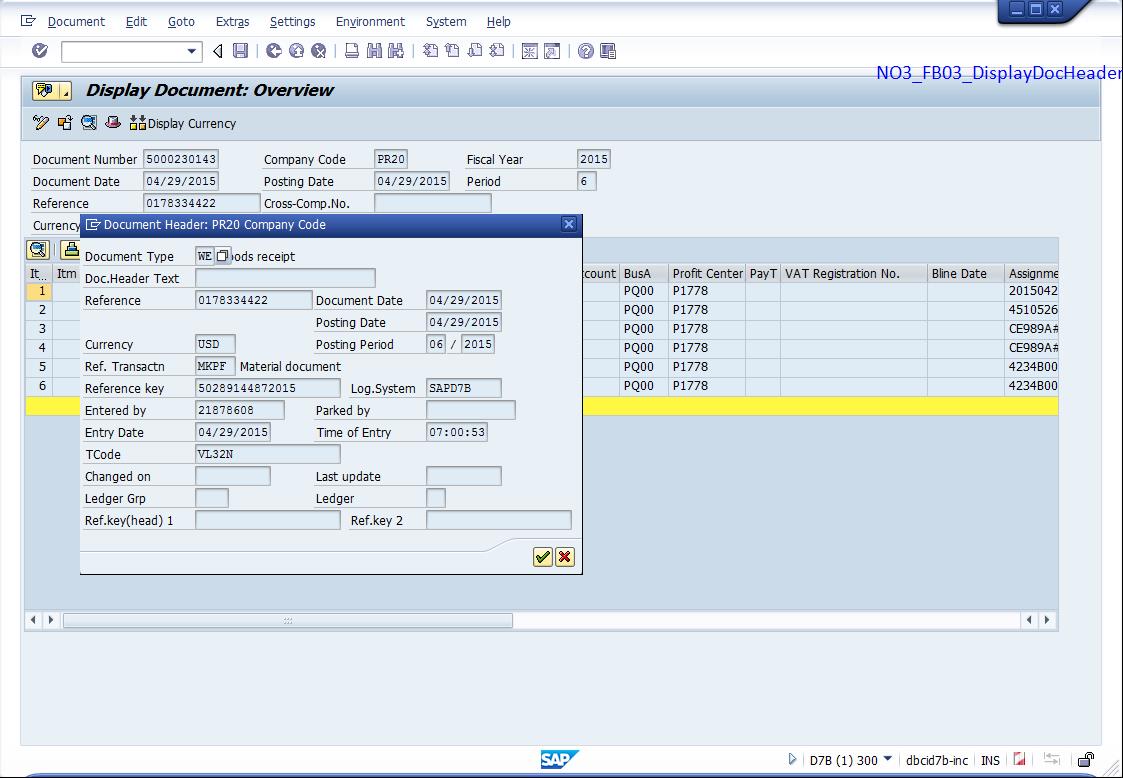 Document Edit Goto Extras Settings Environment System Help
NO3_FB03_DisplayDocHeader
Display Document: Overview
Display Currency
Document Number 5000230143 Company Code PR20 Fiscal Year 2015
Document Date 04/29/2015 Posting Date 04/29/2015 Period 6
Reference 0178334422 Cross-Comp.No.
Currency
Document Header: PR20 Company Code
Document Type WE oods receipt
Doc.Header Text
Reference 0178334422 Document Date 04/29/2015
Posting Date 04/29/2015
Currency USD Posting Period 06 / 2015
Ref. Transactn MKPF Material document
Reference key 50289144872015 Log.System SAPD7B
Entered by 21878608 Parked by
Entry Date 04/29/2015 Time of Entry 07:00:53
TCode VL32N
Changed on Last update
Ledger Grp Ledger
Ref.key(head) 1 Ref.key 2
It... Itm count BusA Profit Center PayT VAT Registration No. Bline Date Assignme
1 PQ00 P1778 2015042
2 PQ00 P1778 4510526
3 PQ00 P1778 CE989A#
4 PQ00 P1778 CE989A#
5 PQ00 P1778 4234B00
6 PQ00 P1778 4234B00
SAP D7B (1) 300 dbcid7b-inc INS